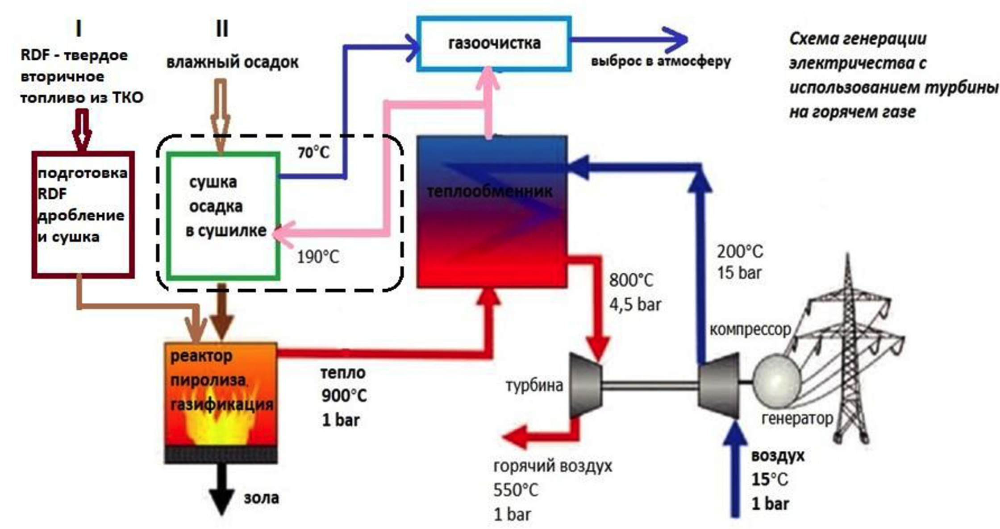 I
RDF - твердое
вторичное
топливо из ТКО
II
влажный осадок
газоочистка
выброс в атмосферу
Схема генерации
электричества с
использованием турбины
на горячем газе
подготовка
RDF
дробление
и сушка
сушка
осадка
в сушилке
70°C
190°C
теплообменник
200°C
15 bar
800°C
4,5 bar
компрессор
реактор
пиролиза,
газификация
тепло
900°C
1 bar
турбина
генератор
горячий воздух
550°C
1 bar
воздух
15°C
1 bar
зола